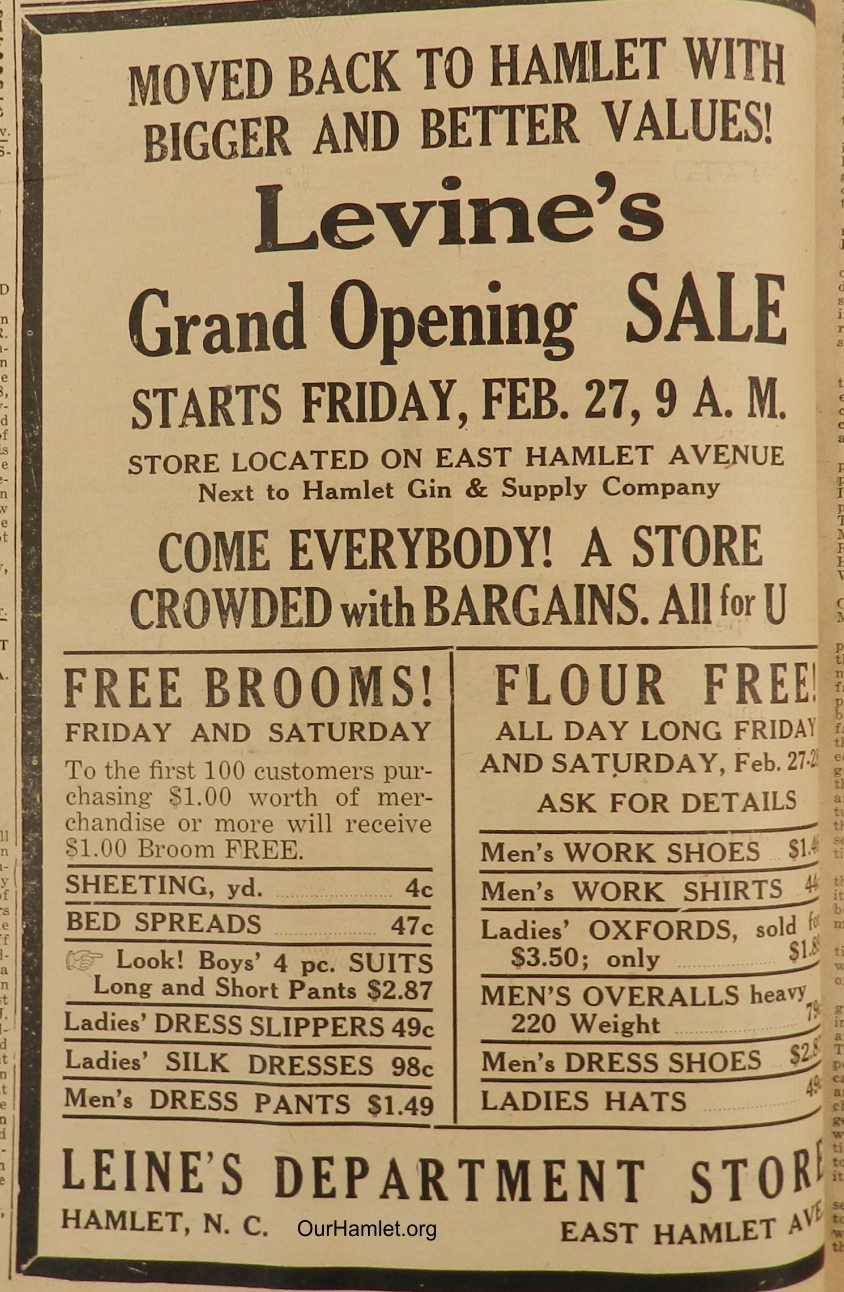 MOVED BACK TO HAMLET WITH
BIGGER AND BETTER VALUES!
Levine's
Grand Opening SALE
STARTS FRIDAY, FEB. 27, 9 A. M.
STORE LOCATED ON EAST HAMLET AVENUE
Next to Hamlet Gin & Supply Company
COME EVERYBODY! A STORE
CROWDED with BARGAINS. All for U
FREE BROOMS!
FRIDAY AND SATURDAY
To the first 100 customers pur-
chasing $1.00 worth of mer-
chandise or more will receive
$1.00 Broom FREE.
SHEETING, yd. 4c
BED SPREADS 47c
☞ Look! Boys' 4 pc. SUITS
Long and Short Pants $2.87
Ladies' DRESS SLIPPERS 49c
Ladies' SILK DRESSES 98c
Men's DRESS PANTS $1.49
FLOUR FREE!
ALL DAY LONG FRIDAY
AND SATURDAY, Feb. 27-
ASK FOR DETAILS
Men's WORK SHOES
Men's WORK SHIRTS
Ladies' OXFORDS, sold for
$3.50; only
MEN'S OVERALLS heavy
220 Weight
Men's DRESS SHOES
LADIES HATS
LEINE'S DEPARTMENT STORE
HAMLET, N. C.
EAST HAMLET AVE
OurHamlet.org